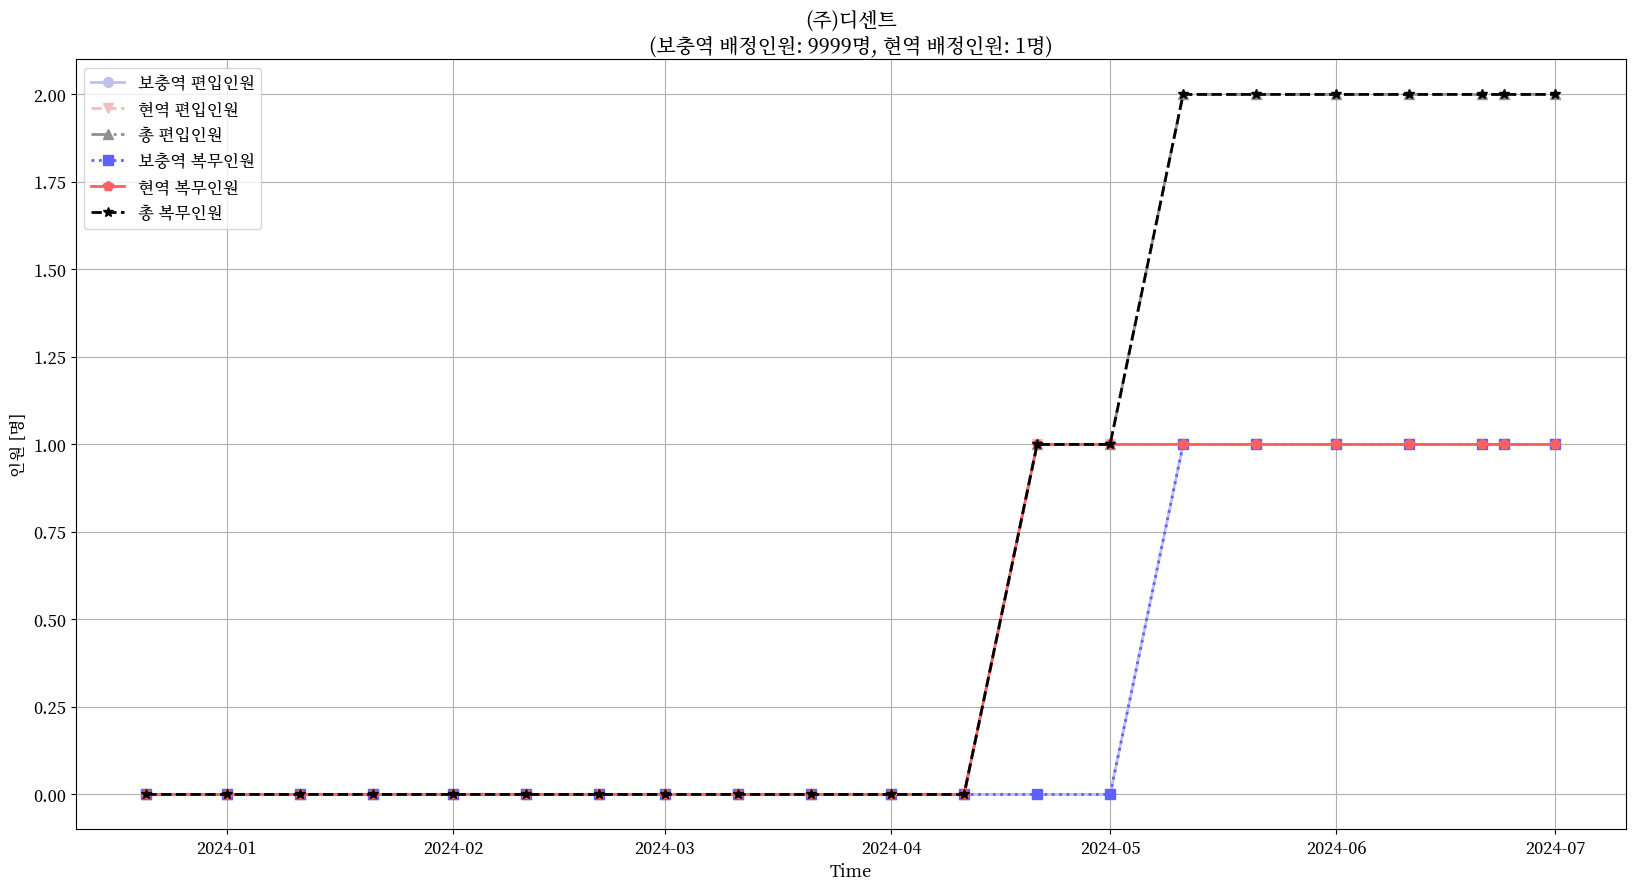 (주)디센트
(보충역 배정인원: 9999명, 현역 배정인원: 1명)
보충역 편입인원
현역 편입인원
총 편입인원
보충역 복무인원
현역 복무인원
총 복무인원
2.00
1.75
1.50
1.25
1.00
0.75
0.50
0.25
0.00
인원 [명]
2024-01
2024-02
2024-03
2024-04
2024-05
2024-06
2024-07
Time